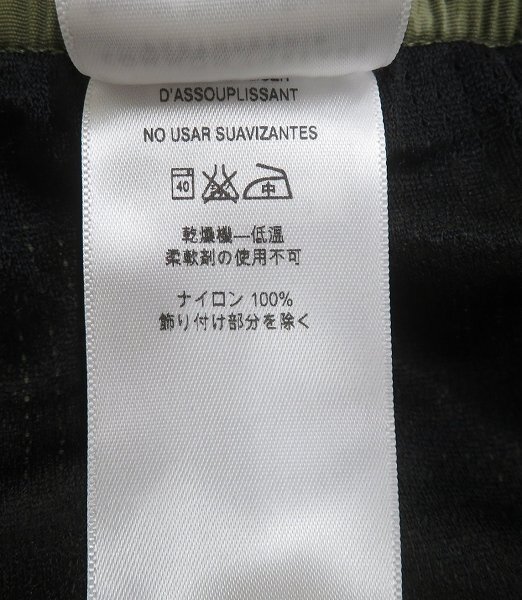 D'ASSOUPLISSANT
NO USAR SUAVIZANTES
40 中
乾燥機—低温
柔軟剤の使用不可
ナイロン 100%
飾り付け部分を除く